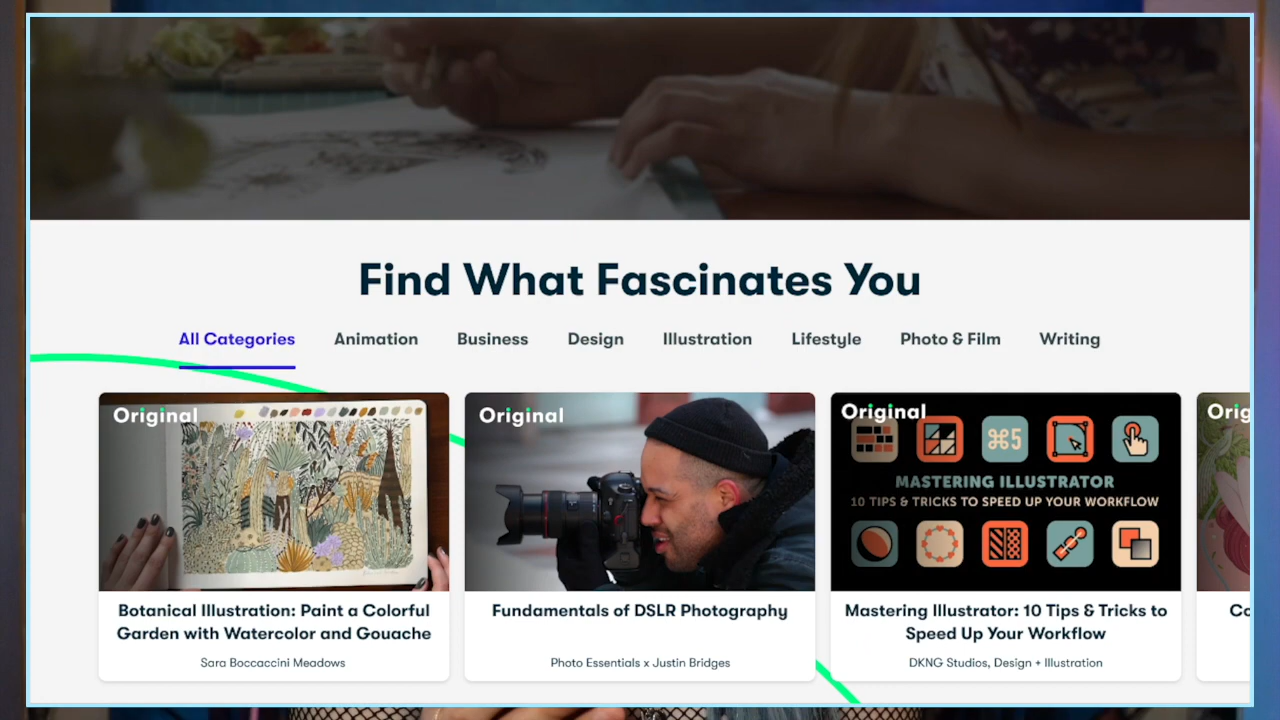 Find What Fascinates You
All Categories Animation Business Design Illustration Lifestyle Photo & Film Writing
Original
Botanical Illustration: Paint a Colorful
Garden with Watercolor and Gouache
Sara Boccaccini Meadows
Original
Fundamentals of DSLR Photography
Photo Essentials x Justin Bridges
Original
⌘5
MASTERING ILLUSTRATOR
10 TIPS & TRICKS TO SPEED UP YOUR WORKFLOW
Mastering Illustrator: 10 Tips & Tricks to
Speed Up Your Workflow
DKNG Studios, Design + Illustration